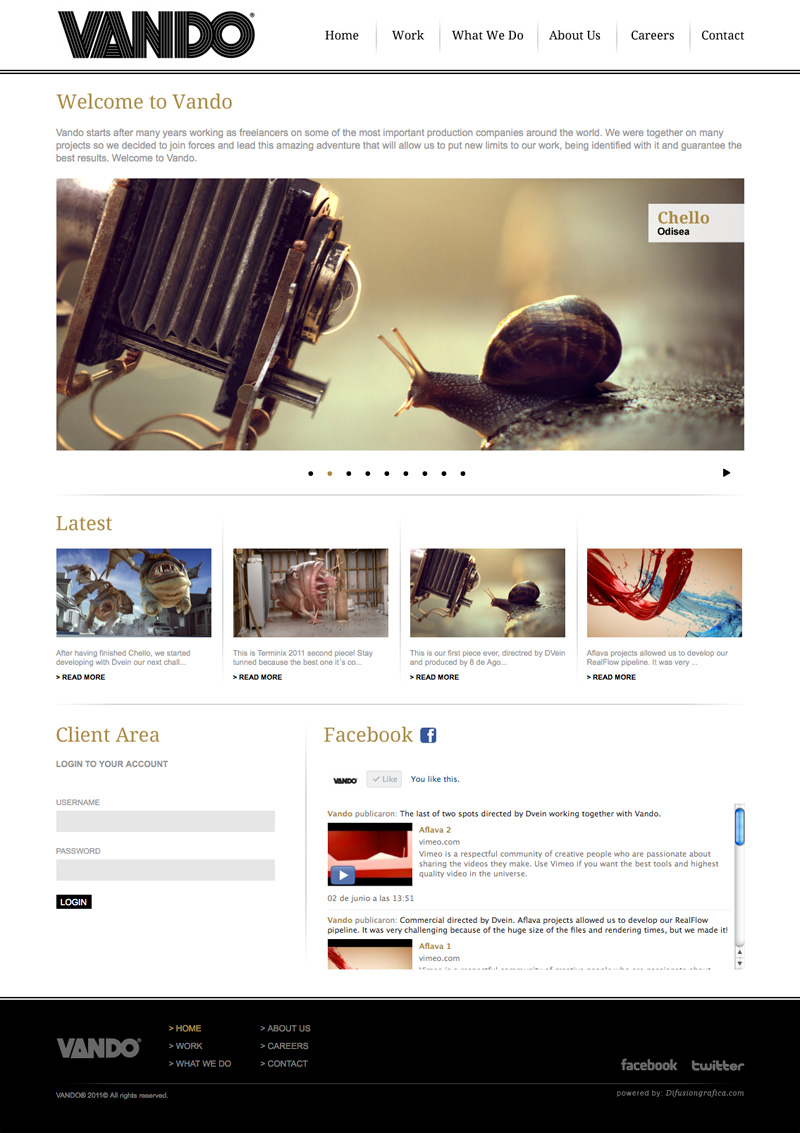 VANDO®
Home
Work
What We Do
About Us
Careers
Contact
Welcome to Vando
Vando starts after many years working as freelancers on some of the most important production companies around the world. We were together on many
projects so we decided to join forces and lead this amazing adventure that will allow us to put new limits to our work, being identified with it and guarantee the
best results. Welcome to Vando.
Chello
Odisea
Latest
After having finished Chello, we started
developing with Dvein our next chall...
> READ MORE
This is Terminix 2011 second piece! Stay
tunned because the best one it´s co...
> READ MORE
This is our first piece ever, directred by DVein
and produced by 8 de Ago...
> READ MORE
Aflava projects allowed us to develop our
RealFlow pipeline. It was very ...
> READ MORE
Client Area
LOGIN TO YOUR ACCOUNT
USERNAME
PASSWORD
LOGIN
Facebook f
VANDO
Like
You like this.
Vando publicaron: The last of two spots directed by Dvein working together with Vando.
Aflava 2
vimeo.com
Vimeo is a respectful community of creative people who are passionate about
sharing the videos they make. Use Vimeo if you want the best tools and highest
quality video in the universe.
02 de junio a las 13:51
Vando publicaron: Commercial directed by Dvein. Aflava projects allowed us to develop our RealFlow
pipeline. It was very challenging because of the huge size of the files and rendering times, but we made it!
Aflava 1
vimeo.com
Vimeo is a respectful community of creative people who are passionate about
VANDO®
> HOME
> WORK
> WHAT WE DO
> ABOUT US
> CAREERS
> CONTACT
facebook
twitter
VANDO® 2011© All rights reserved.
powered by: Difusiongrafica.com